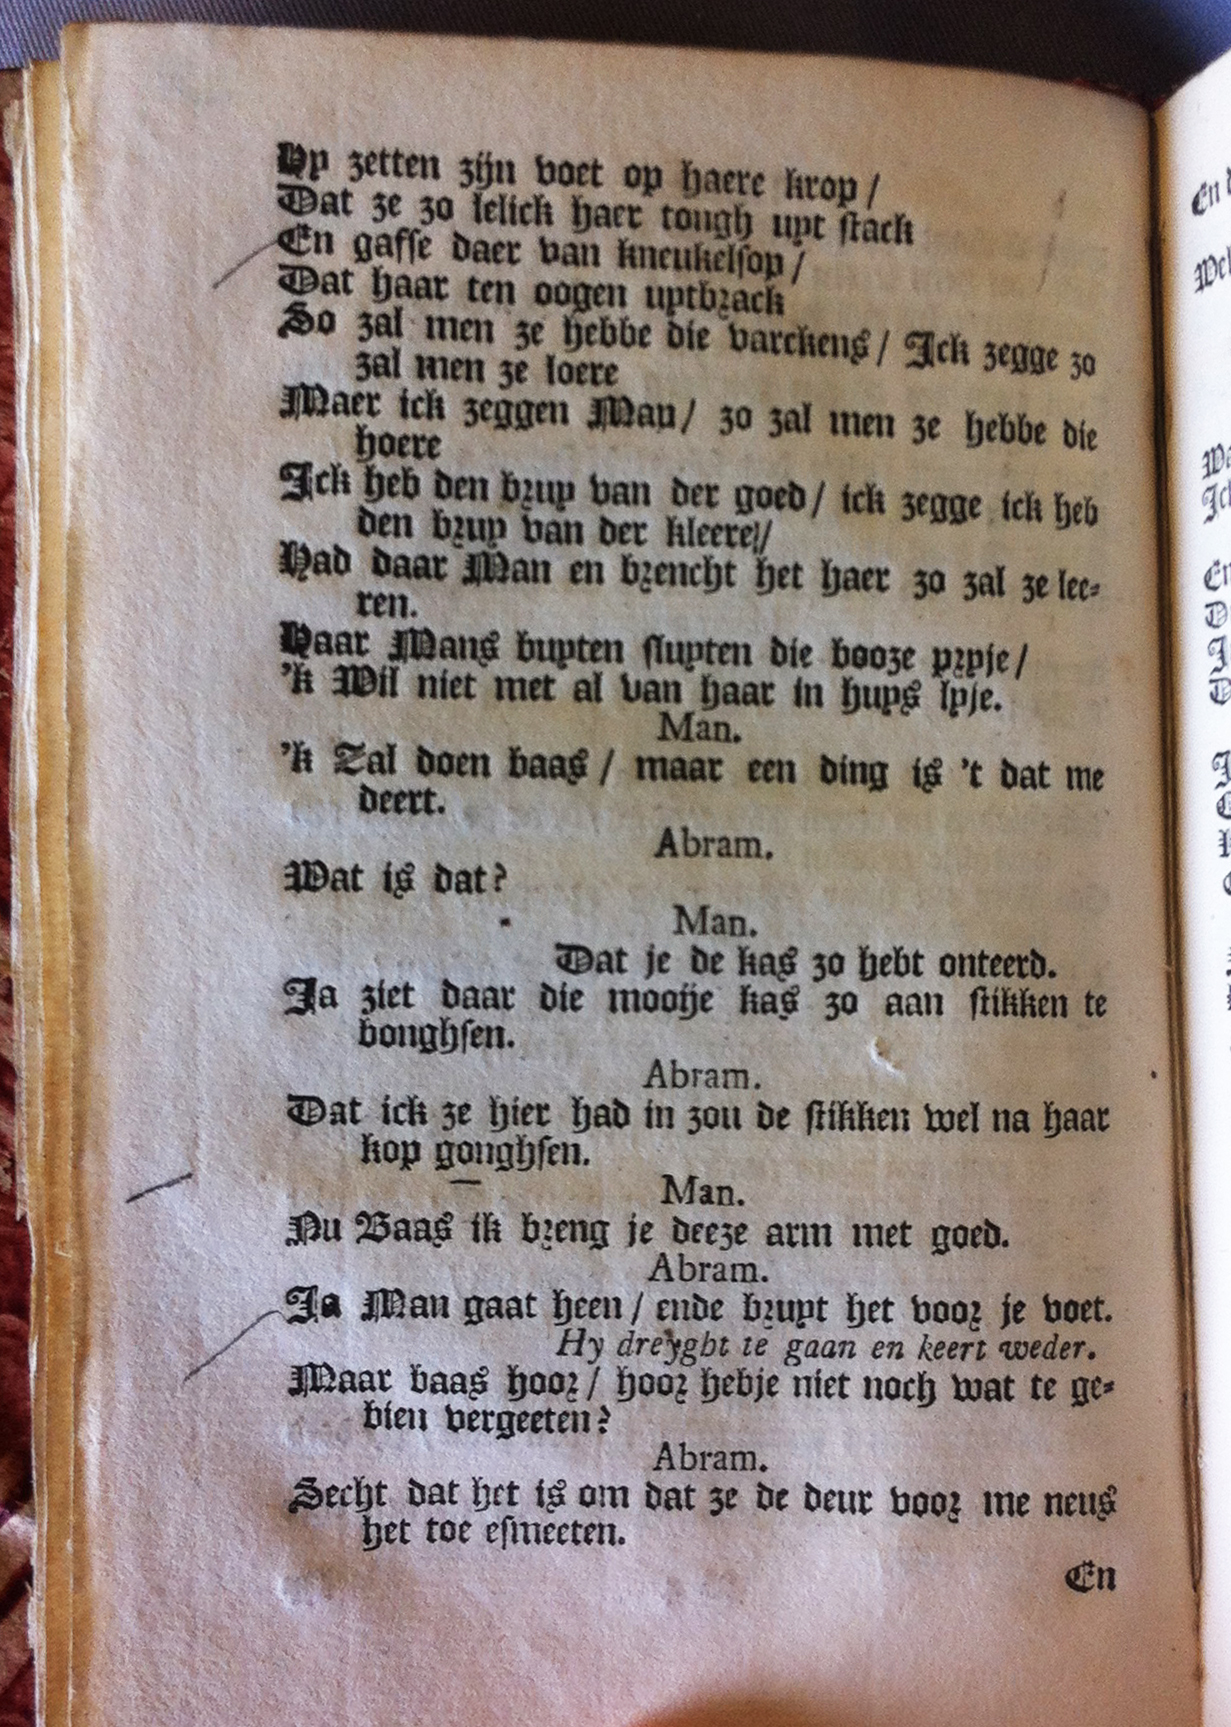 Hy zetten zijn voet op haere krop /
Dat ze zo lelick haer tough uyt stack
En gaffe daer van kneukelsop /
Dat haar ten oogen uytbrack
So zal men ze hebbe die varckens / Ick zegge zo
zal men ze loere
Maer ick zeggen Man / zo zal men ze hebbe die
hoere
Ick heb den bruy van der goed / ick zegge ick heb
den bruy van der kleere /
Had daar Man en brencht het haer zo zal ze lee-
ren.
Haar Mans buyten sluyten die booze prye /
'k Wil niet met al van haar in huys lye.
Man.
'k Zal doen baas / maar een ding is 't dat me
deert.
Abram.
Wat is dat?
Man.
Dat je de kas zo hebt onteerd.
Ja ziet daar die mooije kas zo aan stikken te
bonghsen.
Abram.
Dat ick ze hier had in zou de stikken wel na haar
kop gonghsen.
Man.
Nu Baas ik breng je deeze arm met goed.
Abram.
Ja Man gaat heen / ende bruyt het voor je voet.
Hy dreyght te gaan en keert weder.
Maar baas hoor / hoor hebje niet noch wat te ge-
bien vergeeten?
Abram.
Secht dat het is om dat ze de deur voor me neus
het toe esmeeten.
En